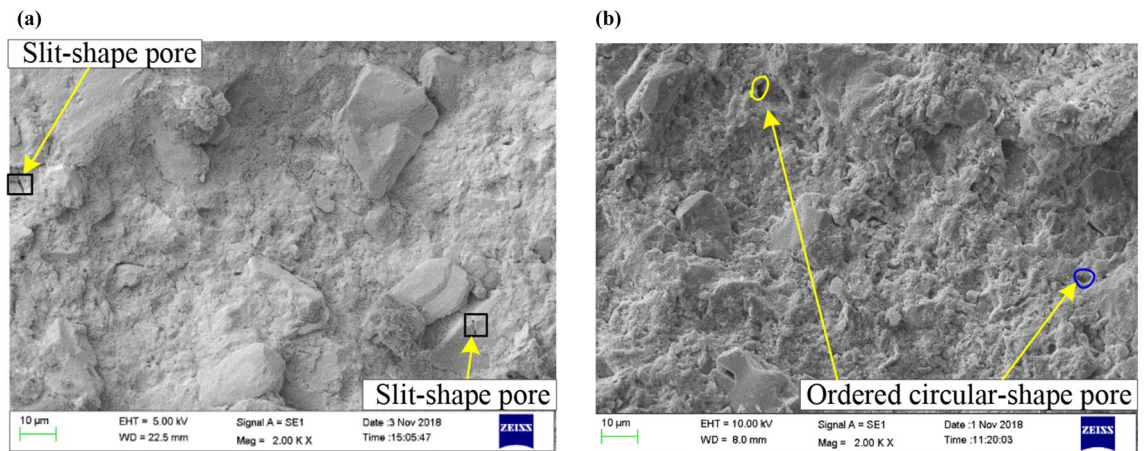 (a)
Slit-shape pore
Slit-shape pore
10 µm
EHT = 5.00 kV
WD = 22.5 mm
Signal A = SE1
Mag = 2.00 K X
Date :3 Nov 2018
Time :15:05:47
ZEISS
(b)
Ordered circular-shape pore
10 µm
EHT = 10.00 kV
WD = 8.0 mm
Signal A = SE1
Mag = 2.00 K X
Date :1 Nov 2018
Time :11:20:03
ZEISS